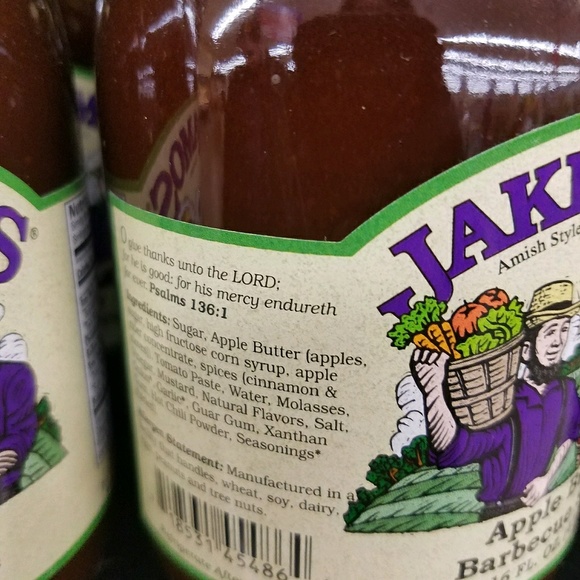 O give thanks unto the LORD;
for he is good: for his mercy endureth
for ever. Psalms 136:1
Ingredients: Sugar, Apple Butter (apples,
high fructose corn syrup, apple
concentrate, spices (cinnamon &
Tomato Paste, Water, Molasses,
Mustard, Natural Flavors, Salt,
Garlic*, Guar Gum, Xanthan
Chili Powder, Seasonings*
Statement: Manufactured in a
that handles, wheat, soy, dairy,
and tree nuts.
45486
JAKE
Amish Style
Apple
Barbecue
S®